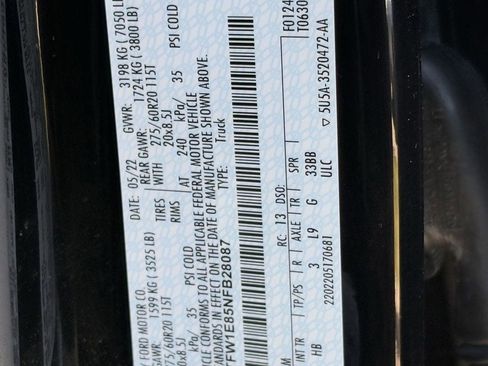 Y FORD MOTOR CO.
DATE: 05/22 GVWR: 3198 KG ( 7050 LB
1599 KG (3525 LB) REAR GAWR: 1724 KG (3800 LB)
75/60R20 115T TIRES WITH 275/60R20 115T
RIMS 20x8.5J
35 PSI COLD AT 240 kPa/ 35 PSI COLD
CONFORMS TO ALL APPLICABLE FEDERAL MOTOR VEHICLE
STANDARDS IN EFFECT ON THE DATE OF MANUFACTURE SHOWN ABOVE.
FW1E85NFB28087 TYPE: Truck
F0124
T0630
RC: 13 DSO:
INT TR TP/PS R AXLE TR SPR
HB 3 L9 G 33BB
2202205170681 ULC ▽ 5U5A-3520472-AA